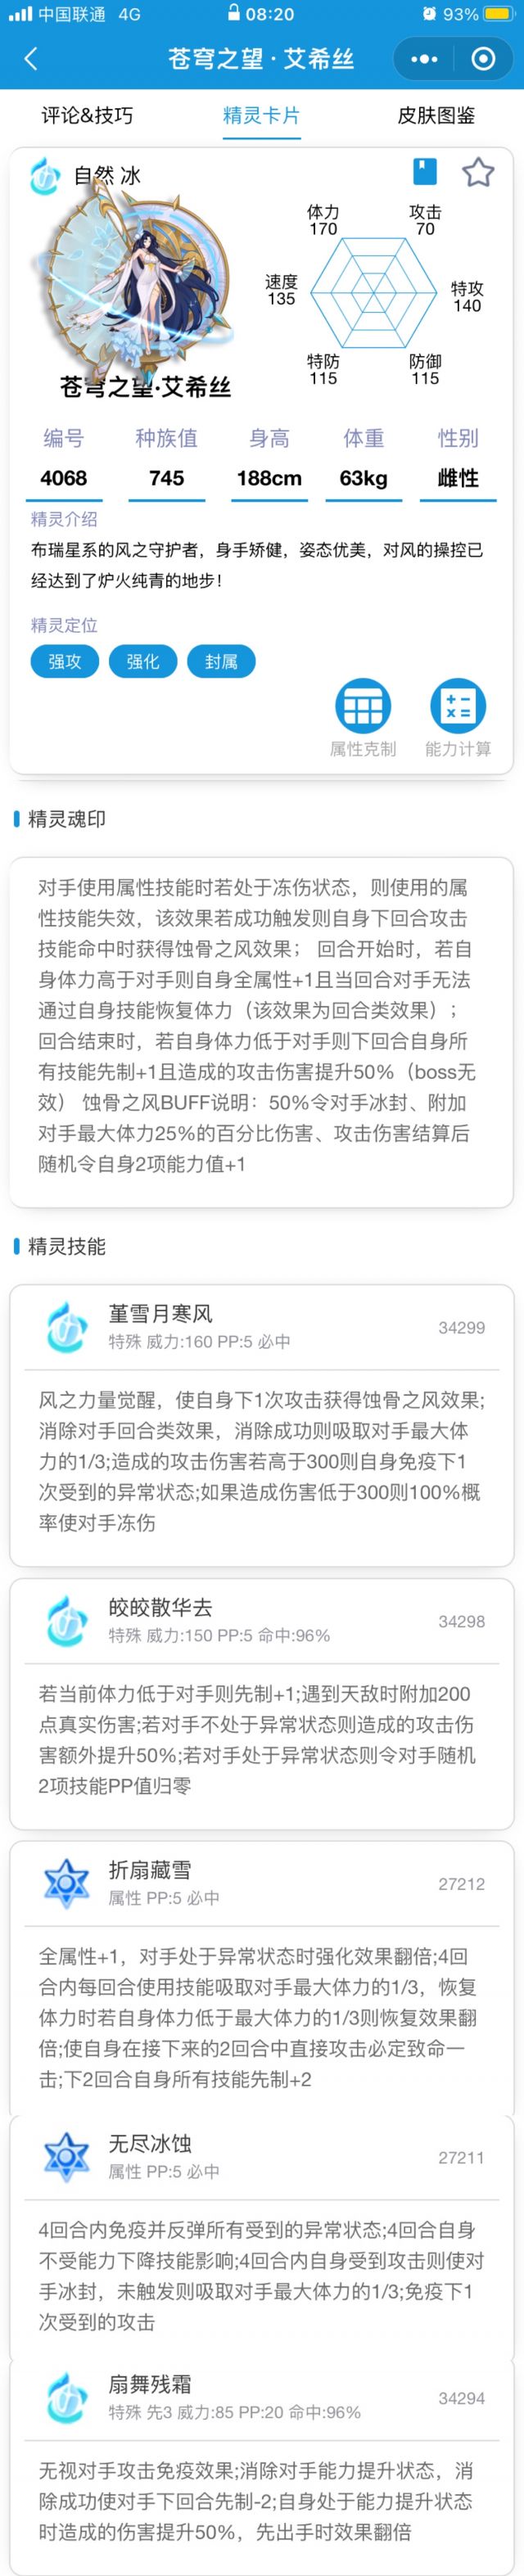 中国联通 4G 08:20 93%
苍穹之望·艾希丝
评论&技巧 精灵卡片 皮肤图鉴
自然 冰
体力 攻击
170 70
速度 特攻
135 140
特防 防御
115 115
苍穹之望·艾希丝
编号 种族值 身高 体重 性别
4068 745 188cm 63kg 雌性
精灵介绍
布瑞星系的风之守护者，身手矫健，姿态优美，对风的操控已
经达到了炉火纯青的地步！
精灵定位
强攻 强化 封属
属性克制 能力计算
精灵魂印
对手使用属性技能时若处于冻伤状态，则使用的属
性技能失效，该效果若成功触发则自身下回合攻击
技能命中时获得蚀骨之风效果； 回合开始时，若自
身体力高于对手则自身全属性+1且当回合对手无法
通过自身技能恢复体力（该效果为回合类效果）；
回合结束时，若自身体力低于对手则下回合自身所
有技能先制+1且造成的攻击伤害提升50%（boss无
效） 蚀骨之风BUFF说明：50%令对手冰封、附加
对手最大体力25%的百分比伤害、攻击伤害结算后
随机令自身2项能力值+1
精灵技能
堇雪月寒风
特殊 威力:160 PP:5 必中
34299
风之力量觉醒，使自身下1次攻击获得蚀骨之风效果;
消除对手回合类效果，消除成功则吸取对手最大体
力的1/3;造成的攻击伤害若高于300则自身免疫下1
次受到的异常状态;如果造成伤害低于300则100%概
率使对手冻伤
皎皎散华去
特殊 威力:150 PP:5 命中:96%
34298
若当前体力低于对手则先制+1;遇到天敌时附加200
点真实伤害;若对手不处于异常状态则造成的攻击伤
害额外提升50%;若对手处于异常状态则令对手随机
2项技能PP值归零
折扇藏雪
属性 PP:5 必中
27212
全属性+1，对手处于异常状态时强化效果翻倍;4回
合内每回合使用技能吸取对手最大体力的1/3，恢复
体力时若自身体力低于最大体力的1/3则恢复效果翻
倍;使自身在接下来的2回合中直接攻击必定致命一
击;下2回合自身所有技能先制+2
无尽冰蚀
属性 PP:5 必中
27211
4回合内免疫并反弹所有受到的异常状态;4回合自身
不受能力下降技能影响;4回合内自身受到攻击则使对
手冰封，未触发则吸取对手最大体力的1/3;免疫下1
次受到的攻击
扇舞残霜
特殊 先3 威力:85 PP:20 命中:96%
34294
无视对手攻击免疫效果;消除对手能力提升状态，消
除成功使对手下回合先制-2;自身处于能力提升状态
时造成的伤害提升50%，先出手时效果翻倍